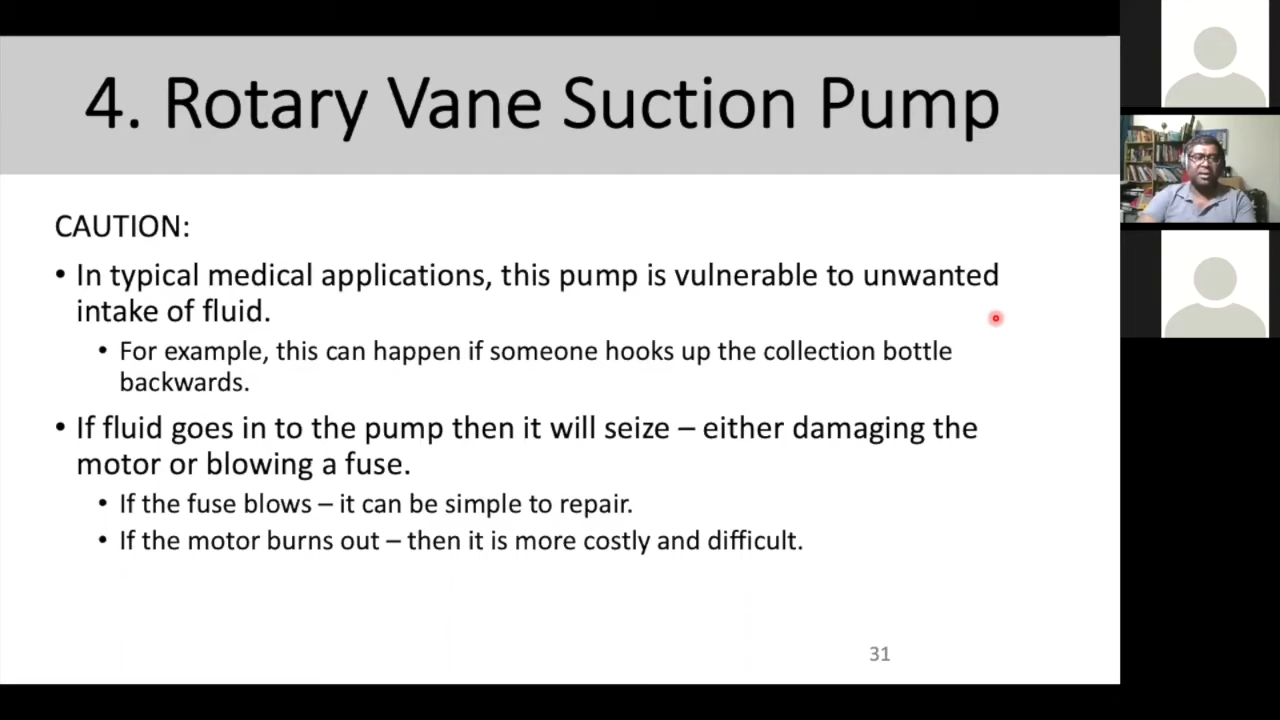 4. Rotary Vane Suction Pump
CAUTION:
• In typical medical applications, this pump is vulnerable to unwanted
intake of fluid.
• For example, this can happen if someone hooks up the collection bottle
backwards.
• If fluid goes in to the pump then it will seize – either damaging the
motor or blowing a fuse.
• If the fuse blows – it can be simple to repair.
• If the motor burns out – then it is more costly and difficult.
31